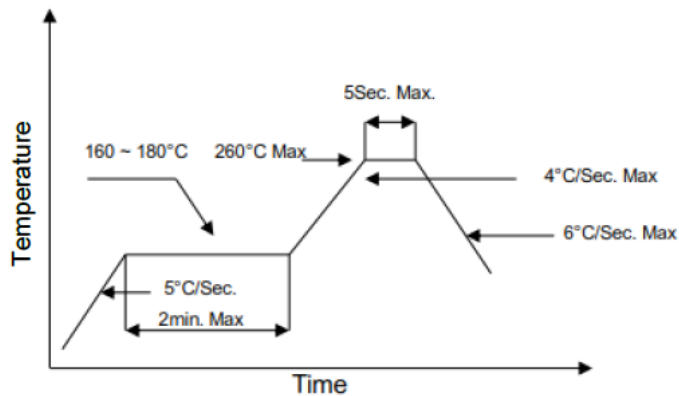 5Sec. Max.
160 ~ 180°C
260°C Max
4°C/Sec. Max
6°C/Sec. Max
5°C/Sec.
2min. Max
Temperature
Time